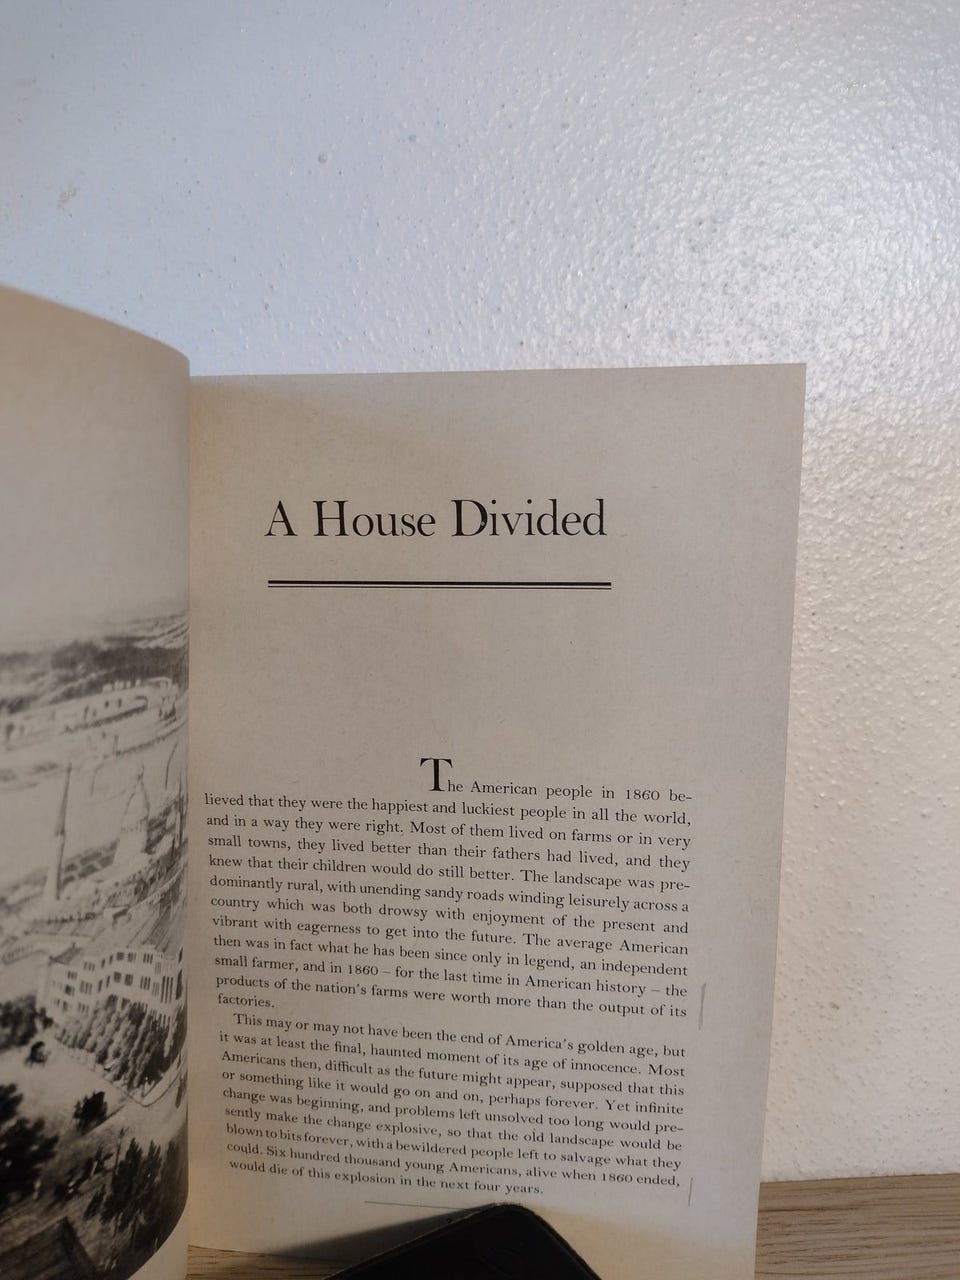 A House Divided
The American people in 1860 be-
lieved that they were the happiest and luckiest people in all the world,
and in a way they were right. Most of them lived on farms or in very
small towns, they lived better than their fathers had lived, and they
knew that their children would do still better. The landscape was pre-
dominantly rural, with unending sandy roads winding leisurely across a
country which was both drowsy with enjoyment of the present and
vibrant with eagerness to get into the future. The average American
then was in fact what he has been since only in legend, an independent
small farmer, and in 1860 – for the last time in American history – the
products of the nation's farms were worth more than the output of its
factories.
This may or may not have been the end of America's golden age, but
it was at least the final, haunted moment of its age of innocence. Most
Americans then, difficult as the future might appear, supposed that this
or something like it would go on and on, perhaps forever. Yet infinite
change was beginning, and problems left unsolved too long would pre-
sently make the change explosive, so that the old landscape would be
blown to bits forever, with a bewildered people left to salvage what they
could. Six hundred thousand young Americans, alive when 1860 ended,
would die of this explosion in the next four years.